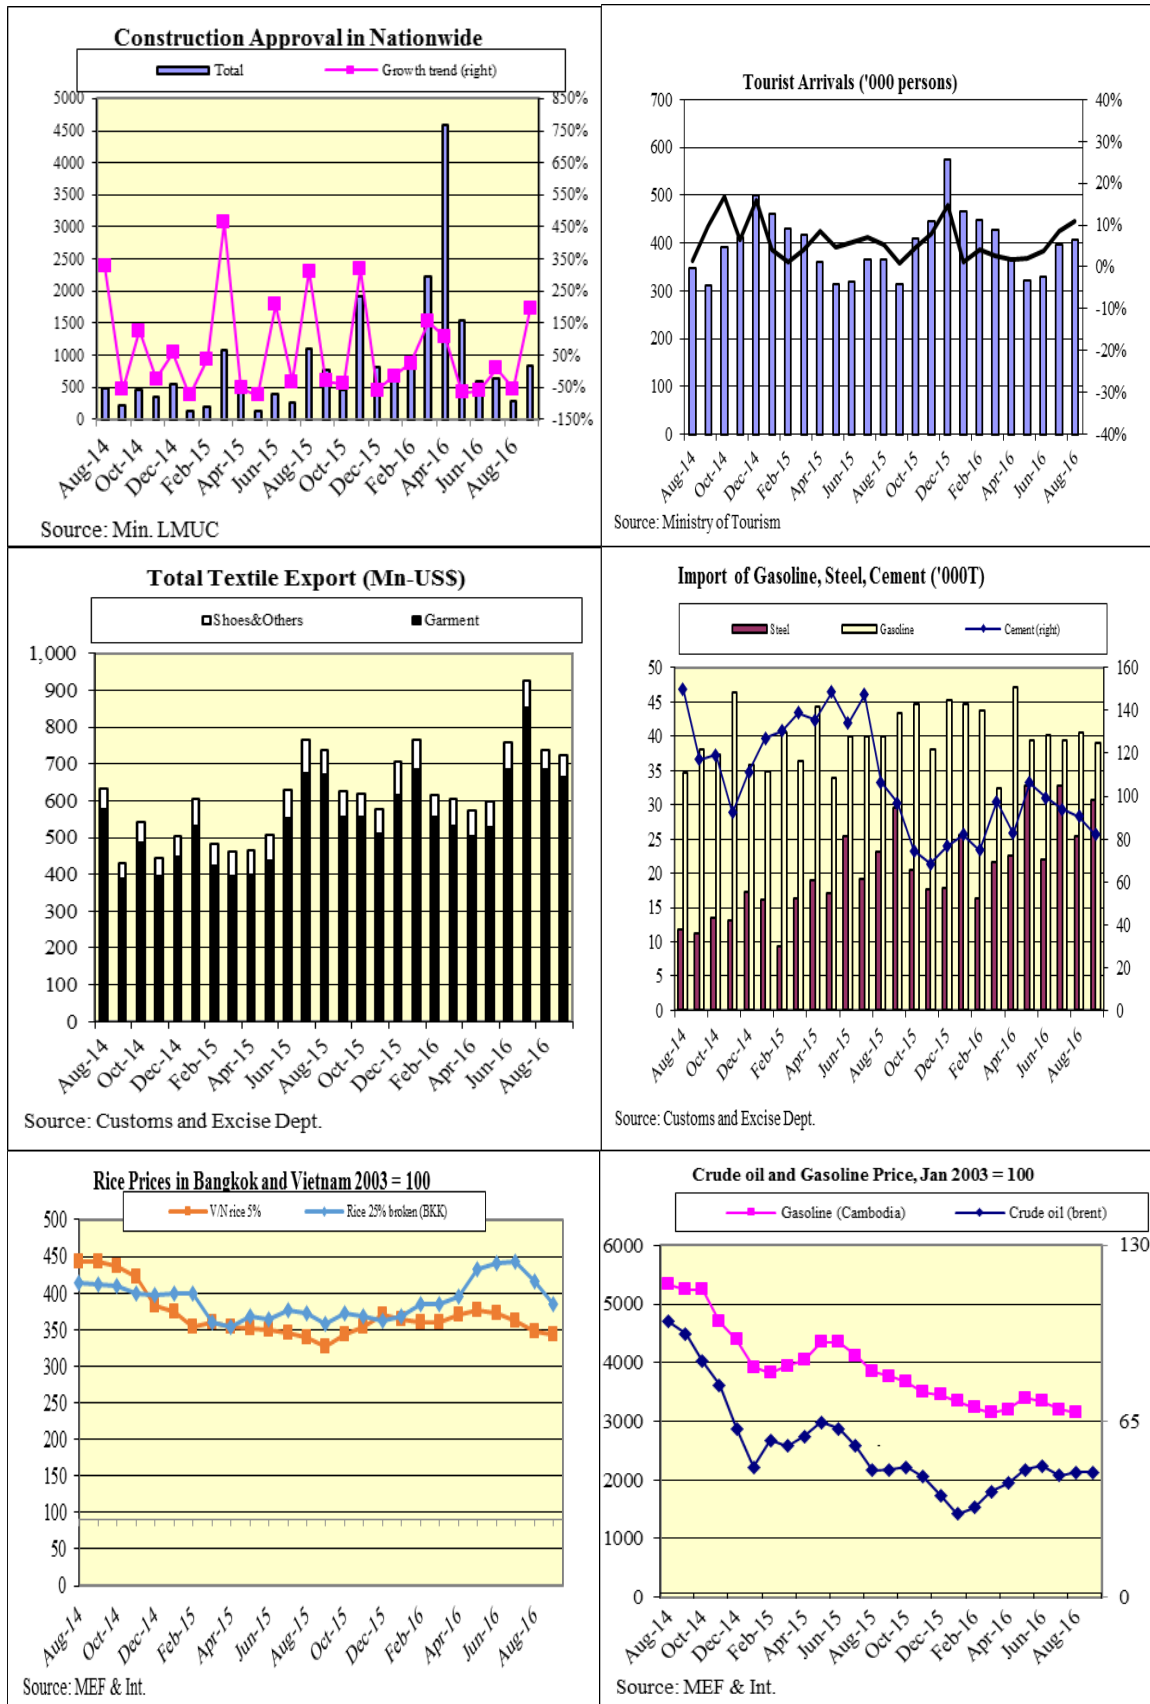 Construction Approval in Nationwide
Total
Growth trend (right)
5000
4500
4000
3500
3000
2500
2000
1500
1000
500
0
850%
750%
650%
550%
450%
350%
250%
150%
50%
-50%
-150%
Aug-14
Oct-14
Dec-14
Feb-15
Apr-15
Jun-15
Aug-15
Oct-15
Dec-15
Feb-16
Apr-16
Jun-16
Aug-16
Source: Min. LMUC
Tourist Arrivals ('000 persons)
700
600
500
400
300
200
100
0
40%
30%
20%
10%
0%
-10%
-20%
-30%
-40%
Aug-14
Oct-14
Dec-14
Feb-15
Apr-15
Jun-15
Aug-15
Oct-15
Dec-15
Feb-16
Apr-16
Jun-16
Aug-16
Source: Ministry of Tourism
Total Textile Export (Mn-US$)
Shoes&Others
Garment
1,000
900
800
700
600
500
400
300
200
100
0
Aug-14
Oct-14
Dec-14
Feb-15
Apr-15
Jun-15
Aug-15
Oct-15
Dec-15
Feb-16
Apr-16
Jun-16
Aug-16
Source: Customs and Excise Dept.
Import of Gasoline, Steel, Cement ('000T)
Steel
Gasoline
Cement (right)
50
45
40
35
30
25
20
15
10
5
0
160
140
120
100
80
60
40
20
0
Aug-14
Oct-14
Dec-14
Feb-15
Apr-15
Jun-15
Aug-15
Oct-15
Dec-15
Feb-16
Apr-16
Jun-16
Aug-16
Source: Customs and Excise Dept.
Rice Prices in Bangkok and Vietnam 2003 = 100
V/N rice 5%
Rice 25% broken (BKK)
500
450
400
350
300
250
200
150
100
50
0
Aug-14
Oct-14
Dec-14
Feb-15
Apr-15
Jun-15
Aug-15
Oct-15
Dec-15
Feb-16
Apr-16
Jun-16
Aug-16
Source: MEF & Int.
Crude oil and Gasoline Price, Jan 2003 = 100
Gasoline (Cambodia)
Crude oil (brent)
6000
5000
4000
3000
2000
1000
0
130
65
0
Aug-14
Oct-14
Dec-14
Feb-15
Apr-15
Jun-15
Aug-15
Oct-15
Dec-15
Feb-16
Apr-16
Jun-16
Aug-16
Source: MEF & Int.